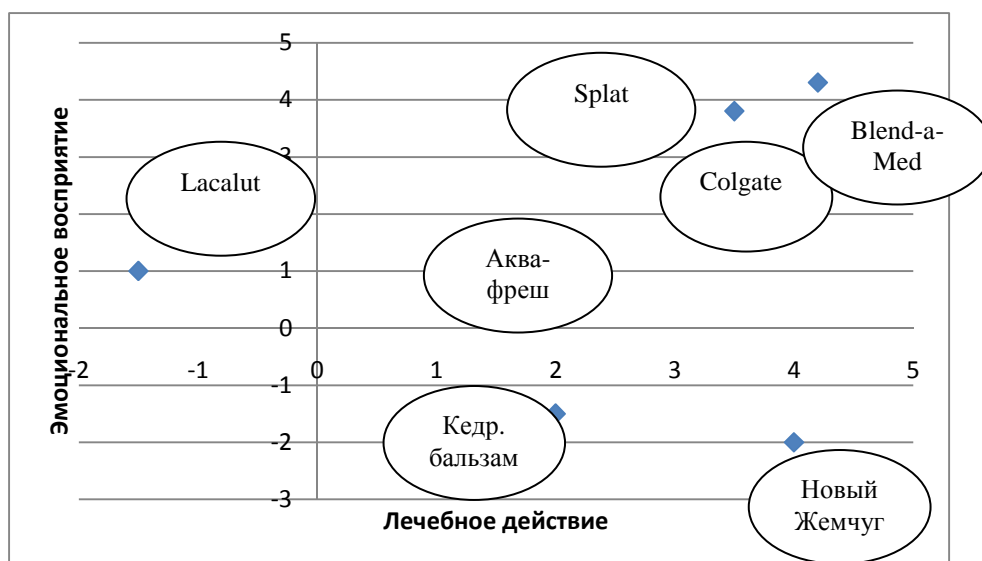 5
Splat
4
Blend-a-
Med
3
Lacalut
Colgate
Эмоциональное восприятие
Аква-
фреш
1
0
-2 -1 0 1 2 3 4 5
-1
Кедр.
бальзам
-2
Новый
Жемчуг
-3
Лечебное действие